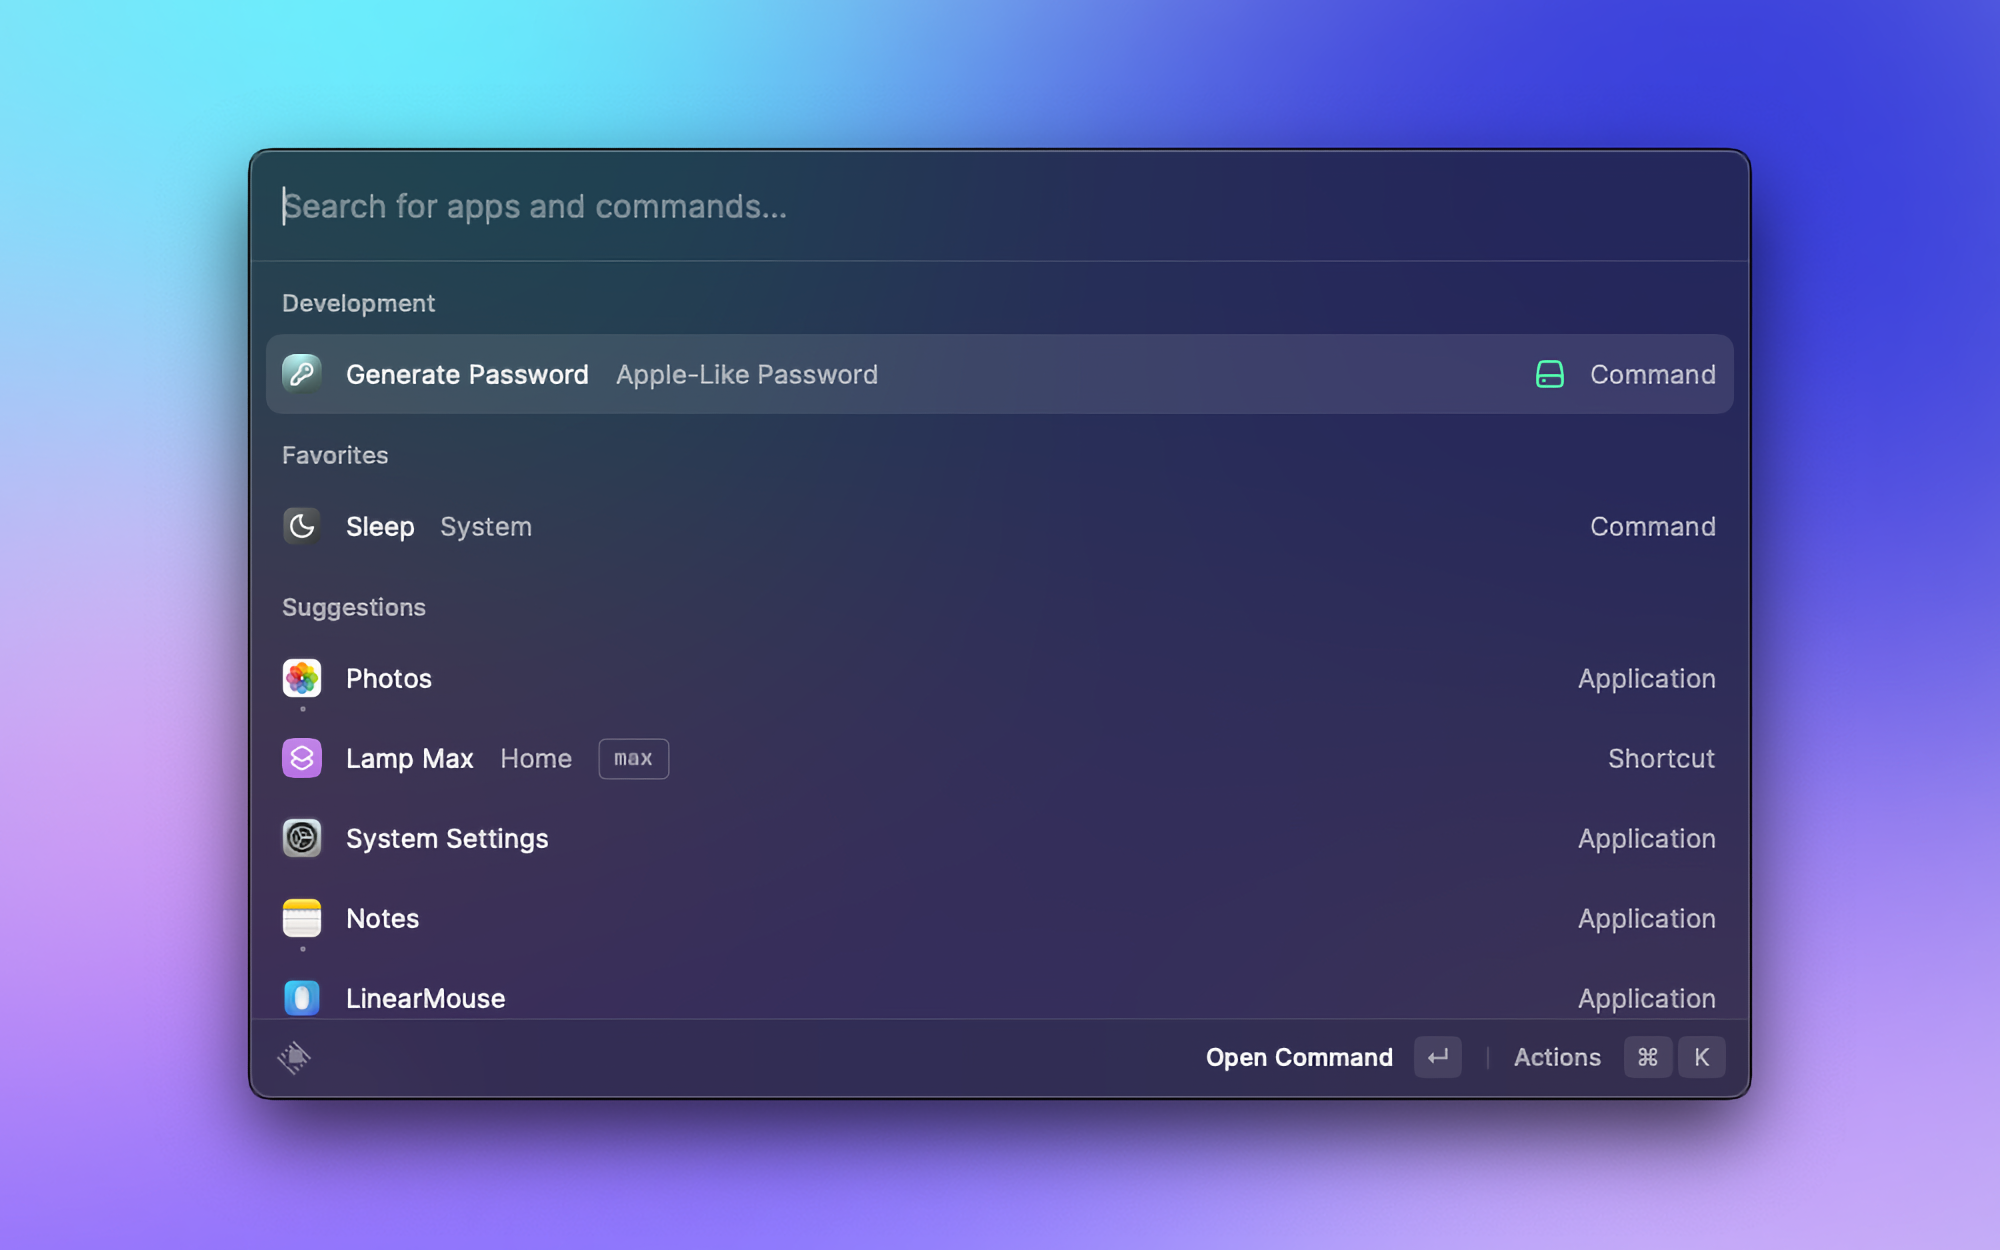 Search for apps and commands...
Development
Generate Password Apple-Like Password Command
Favorites
Sleep System Command
Suggestions
Photos Application
Lamp Max Home max Shortcut
System Settings Application
Notes Application
LinearMouse Application
Open Command ↵ Actions ⌘ K